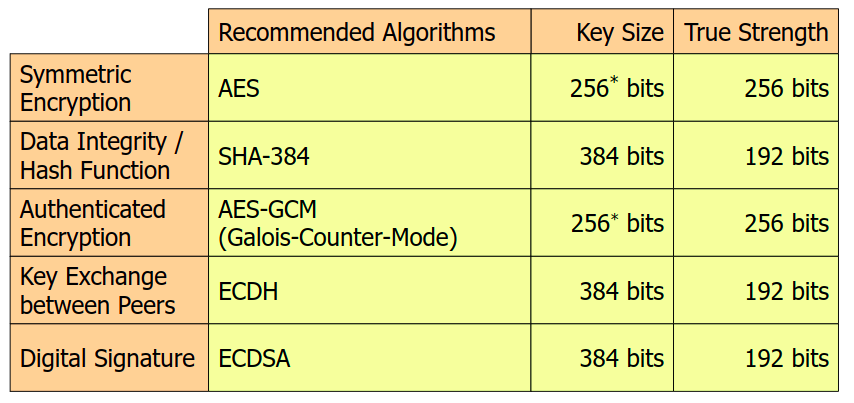 Recommended Algorithms Key Size True Strength
Symmetric
Encryption AES 256* bits 256 bits
Data Integrity /
Hash Function SHA-384 384 bits 192 bits
Authenticated
Encryption AES-GCM
(Galois-Counter-Mode) 256* bits 256 bits
Key Exchange
between Peers ECDH 384 bits 192 bits
Digital Signature ECDSA 384 bits 192 bits